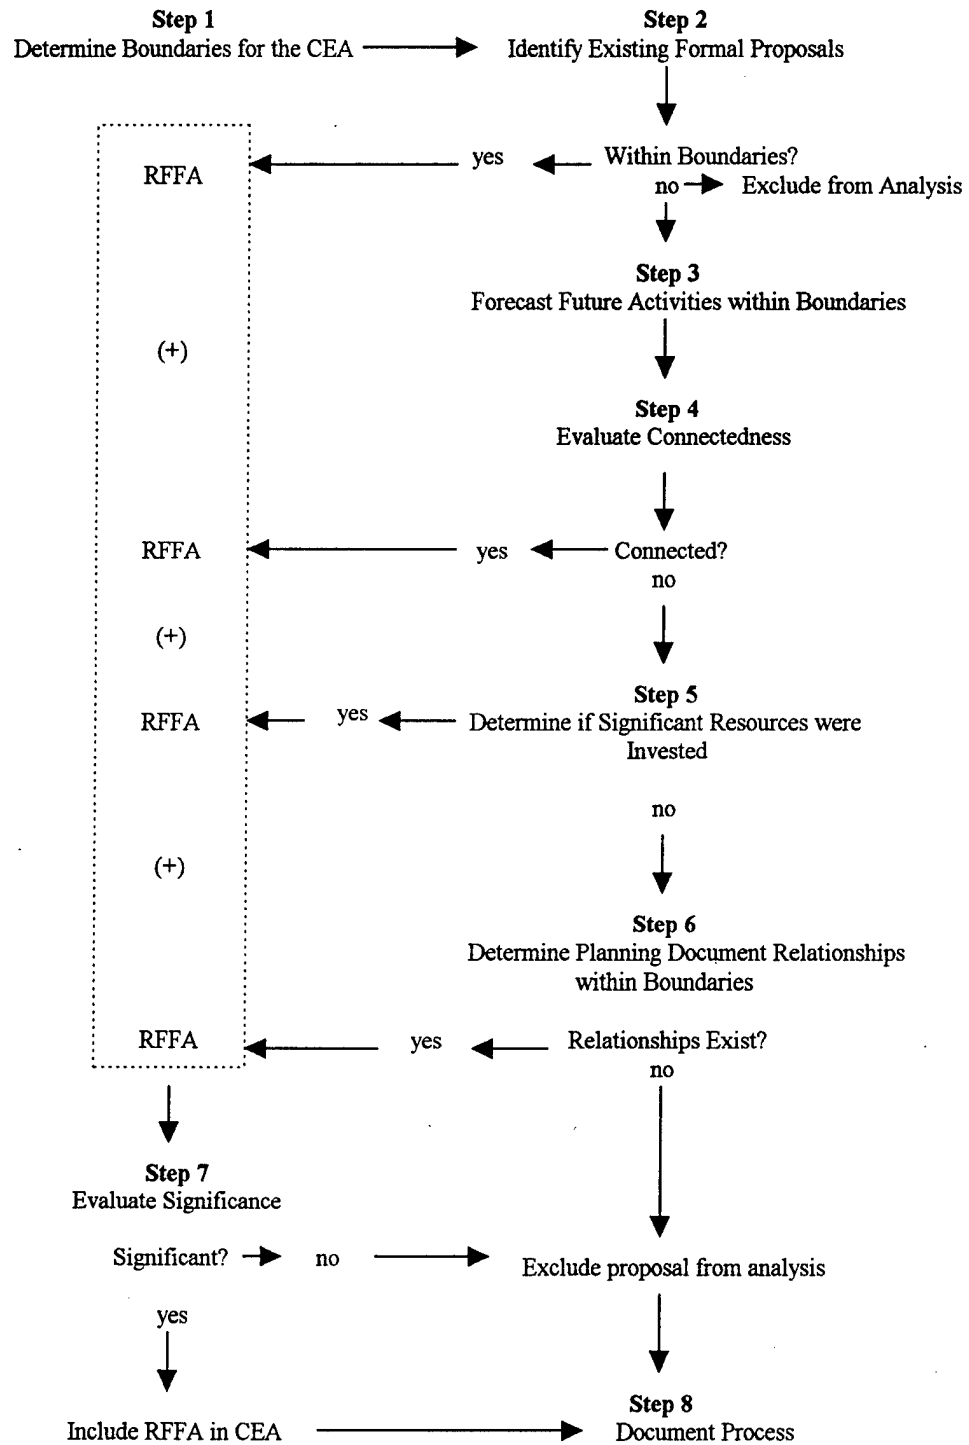 Step 1
Determine Boundaries for the CEA
Step 2
Identify Existing Formal Proposals
RFFA
yes
Within Boundaries?
no
Exclude from Analysis
Step 3
Forecast Future Activities within Boundaries
(+)
Step 4
Evaluate Connectedness
RFFA
yes
Connected?
no
(+)
Step 5
RFFA
yes
Determine if Significant Resources were
Invested
no
(+)
Step 6
Determine Planning Document Relationships
within Boundaries
RFFA
yes
Relationships Exist?
no
Step 7
Evaluate Significance
Significant?
no
Exclude proposal from analysis
yes
Step 8
Include RFFA in CEA
Document Process